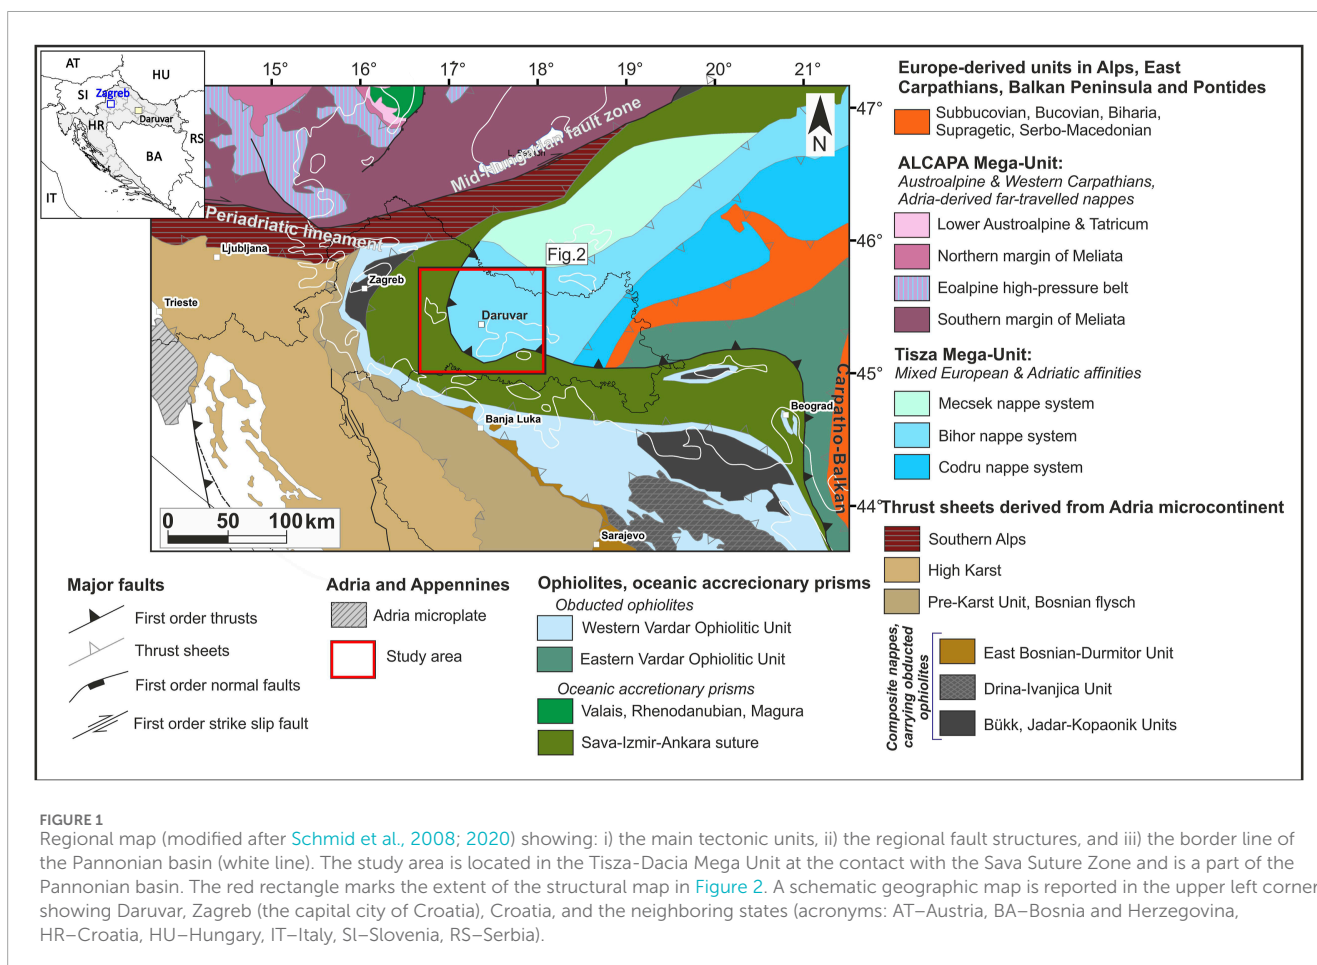 AT
HU
SI
Zagreb
Daruvar
HR
RS
BA
IT
15°
16°
17°
18°
19°
20°
21°
47°
46°
45°
44°
N
Mid-Hungarian fault zone
Periadriatic lineament
Ljubljana
Zagreb
Trieste
Fig.2
Daruvar
Banja Luka
Beograd
Sarajevo
Carpatho-Balkan
0 50 100 km
Europe-derived units in Alps, East
Carpathians, Balkan Peninsula and Pontides
Subbucovian, Bucovian, Biharia,
Supragetic, Serbo-Macedonian
ALCAPA Mega-Unit:
Austroalpine & Western Carpathians,
Adria-derived far-travelled nappes
Lower Austroalpine & Tatricum
Northern margin of Meliata
Eoalpine high-pressure belt
Southern margin of Meliata
Tisza Mega-Unit:
Mixed European & Adriatic affinities
Mecsek nappe system
Bihor nappe system
Codru nappe system
Thrust sheets derived from Adria microcontinent
Southern Alps
High Karst
Pre-Karst Unit, Bosnian flysch
Composite nappes,
carrying obducted
ophiolites
East Bosnian-Durmitor Unit
Drina-Ivanjica Unit
Bükk, Jadar-Kopaonik Units
Major faults
First order thrusts
Thrust sheets
First order normal faults
First order strike slip fault
Adria and Appennines
Adria microplate
Study area
Ophiolites, oceanic accrecionary prisms
Obducted ophiolites
Western Vardar Ophiolitic Unit
Eastern Vardar Ophiolitic Unit
Oceanic accretionary prisms
Valais, Rhenodanubian, Magura
Sava-Izmir-Ankara suture
FIGURE 1
Regional map (modified after Schmid et al., 2008; 2020) showing: i) the main tectonic units, ii) the regional fault structures, and iii) the border line of
the Pannonian basin (white line). The study area is located in the Tisza-Dacia Mega Unit at the contact with the Sava Suture Zone and is a part of the
Pannonian basin. The red rectangle marks the extent of the structural map in Figure 2. A schematic geographic map is reported in the upper left corner
showing Daruvar, Zagreb (the capital city of Croatia), Croatia, and the neighboring states (acronyms: AT–Austria, BA–Bosnia and Herzegovina,
HR–Croatia, HU–Hungary, IT–Italy, Sl–Slovenia, RS–Serbia).